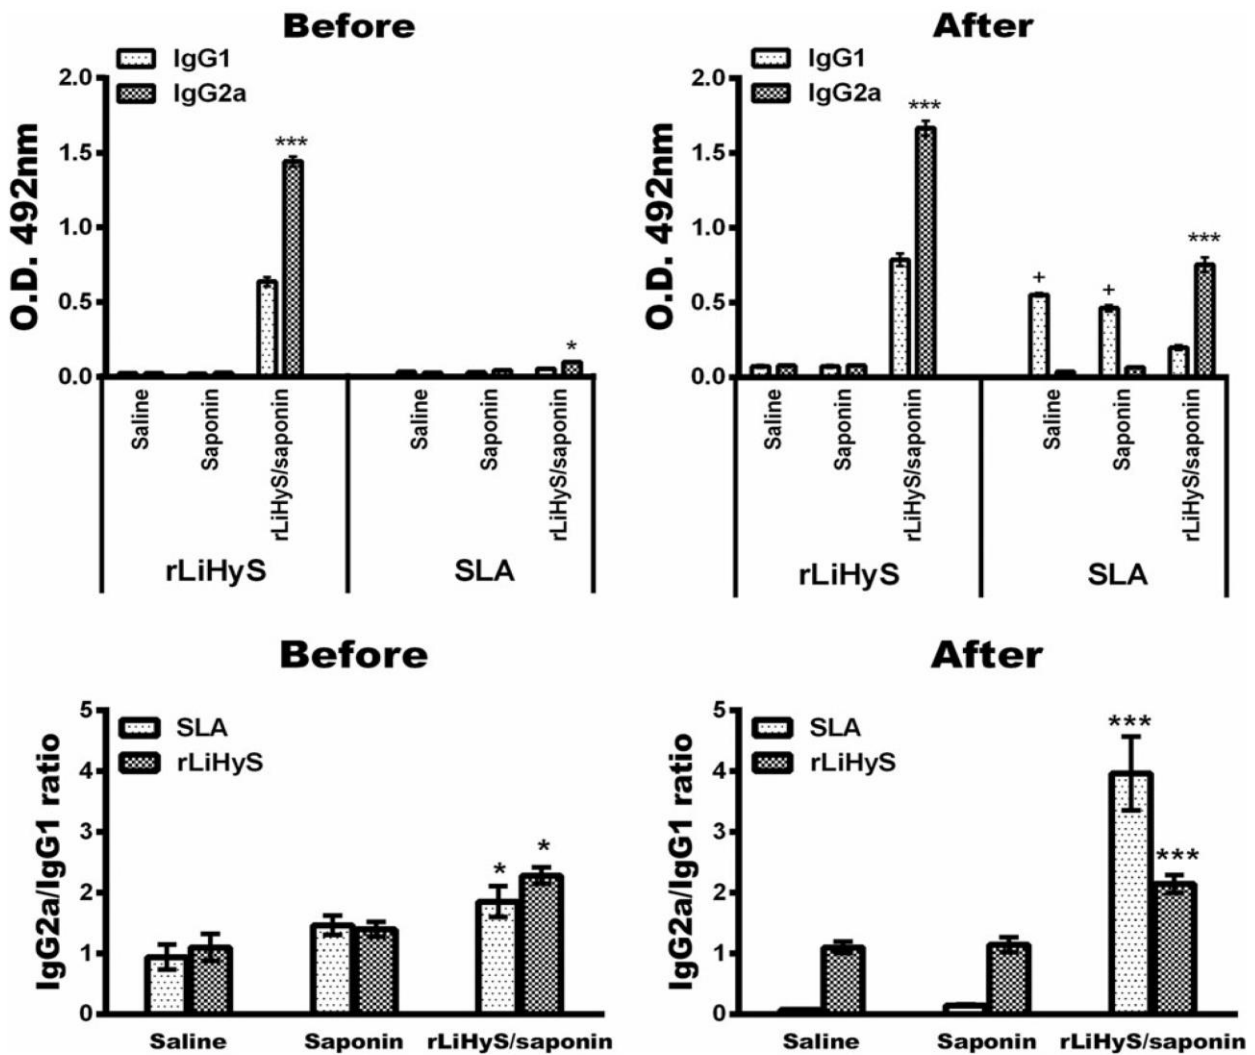 Before
IgG1
IgG2a
O.D. 492nm
2.0
1.5
1.0
0.5
0.0
***
*
Saline
Saponin
rLiHyS/saponin
Saline
Saponin
rLiHyS/saponin
rLiHyS
SLA
After
IgG1
IgG2a
O.D. 492nm
2.0
1.5
1.0
0.5
0.0
***
+
+
***
Saline
Saponin
rLiHyS/saponin
Saline
Saponin
rLiHyS/saponin
rLiHyS
SLA
Before
SLA
rLiHyS
IgG2a/IgG1 ratio
5
4
3
2
1
0
*
*
Saline
Saponin
rLiHyS/saponin
After
SLA
rLiHyS
IgG2a/IgG1 ratio
5
4
3
2
1
0
***
***
Saline
Saponin
rLiHyS/saponin